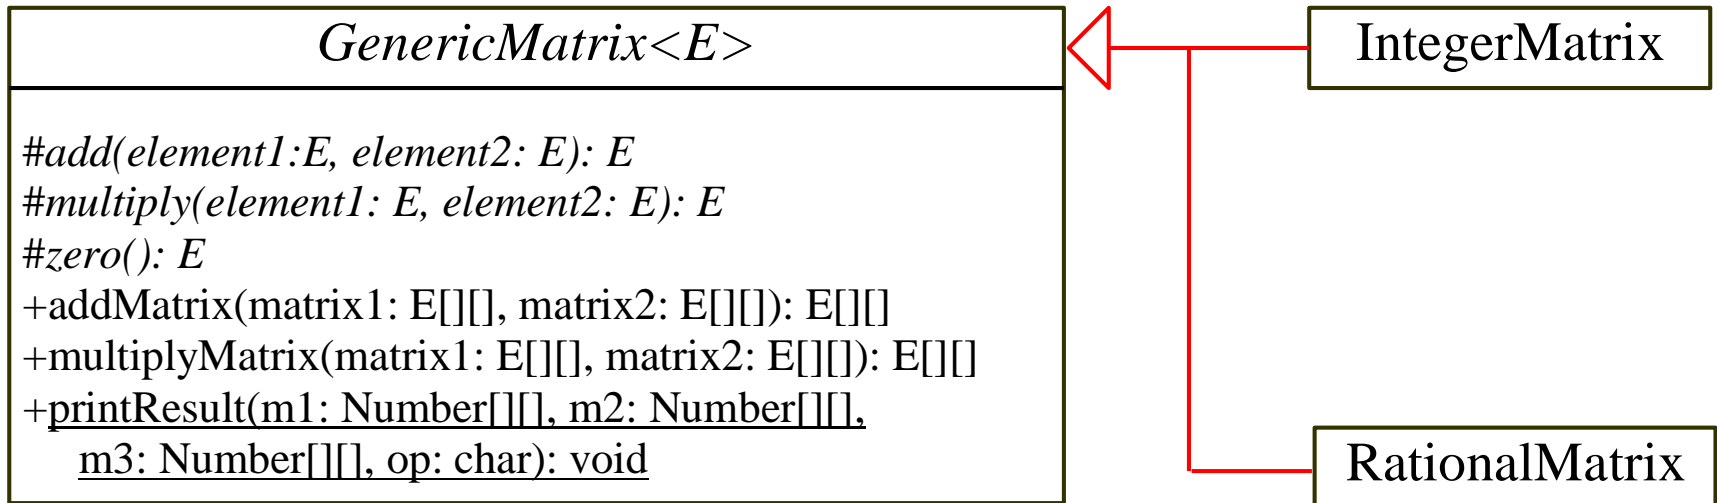 GenericMatrix<E>
#add(element1:E, element2: E): E
#multiply(element1: E, element2: E): E
#zero(): E
+addMatrix(matrix1: E[][], matrix2: E[][]): E[][]
+multiplyMatrix(matrix1: E[][], matrix2: E[][]): E[][]
+printResult(m1: Number[][], m2: Number[][],
m3: Number[][], op: char): void
IntegerMatrix
RationalMatrix